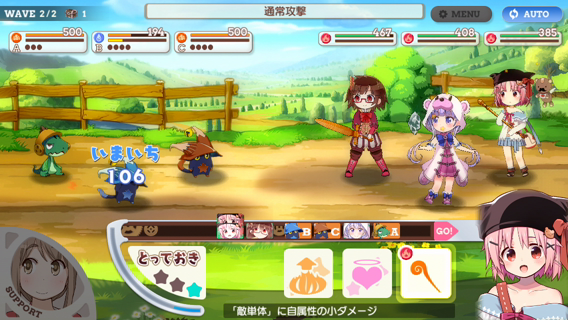 WAVE 2/2 1
通常攻撃
MENU
AUTO
500
A
194
B
500
C
467
408
385
いまいち
106
B
C
A
GO!
とっておき
SUPPORT
「敵単体」に自属性の小ダメージ